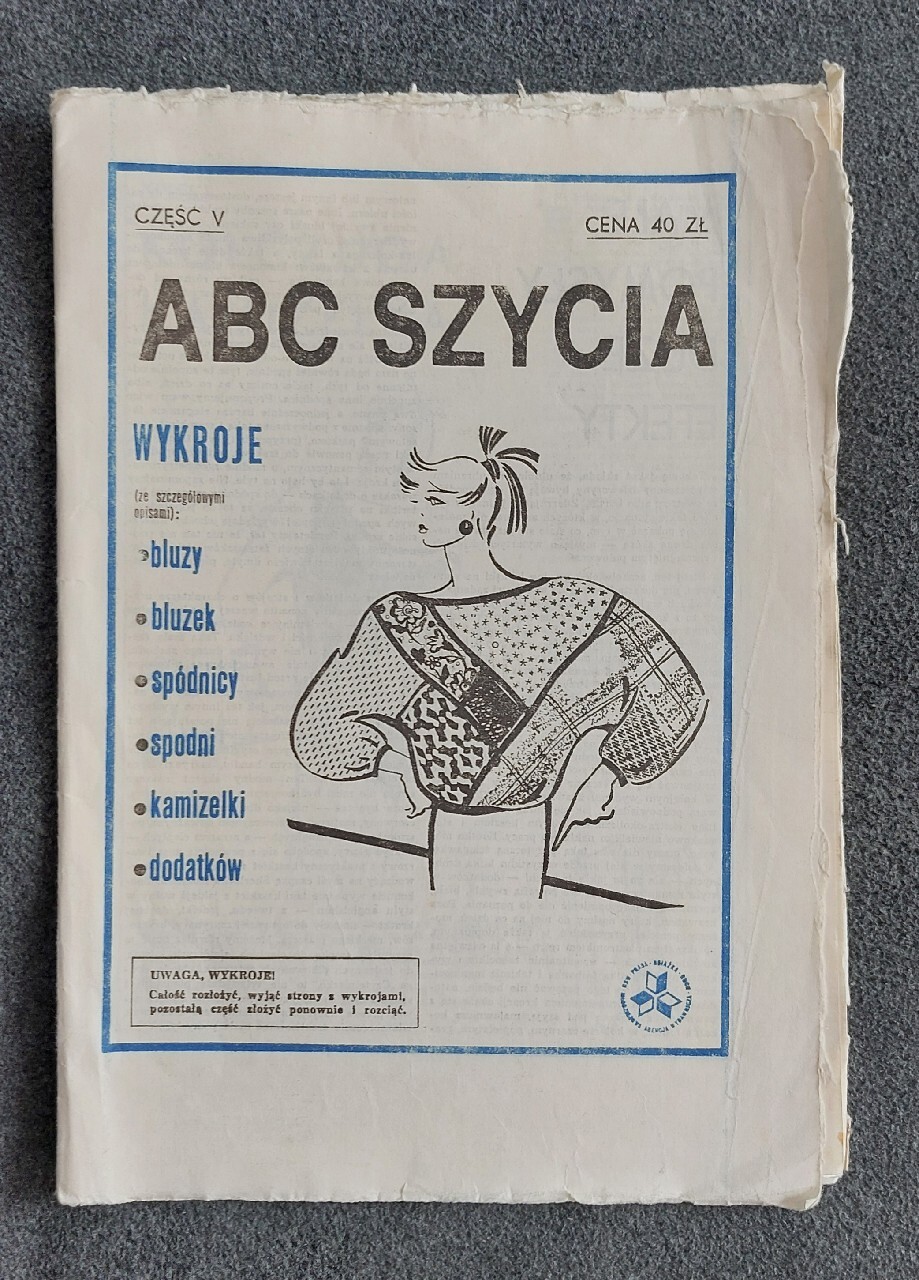 CZĘŚĆ V
CENA 40 ZŁ
ABC SZYCIA
WYKROJE
(ze szczegółowymi
opisami):
•bluzy
•bluzek
•spódnicy
•spodni
•kamizelki
•dodatków
UWAGA, WYKROJE!
Całość rozłożyć, wyjąć strony z wykrojami,
pozostałą część złożyć ponownie i rozciąć.